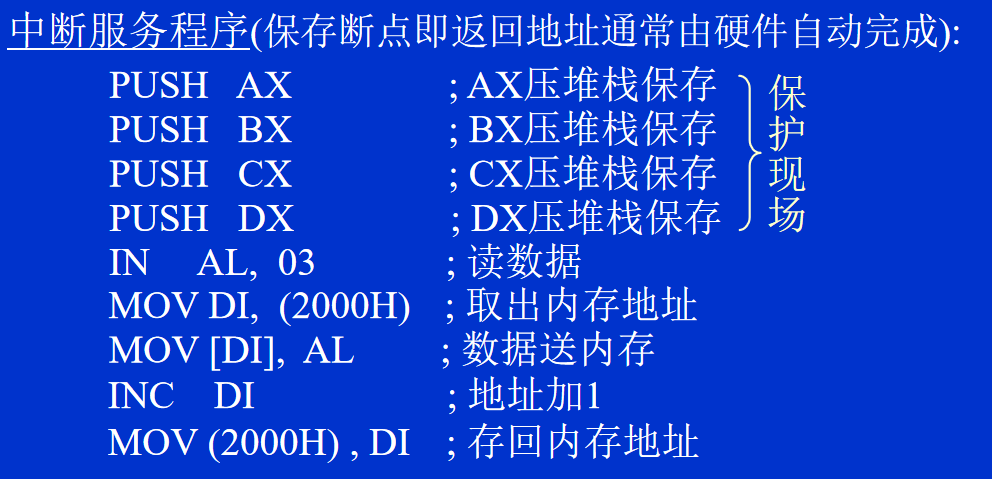 中断服务程序(保存断点即返回地址通常由硬件自动完成):
PUSH AX ; AX压堆栈保存
PUSH BX ; BX压堆栈保存
PUSH CX ; CX压堆栈保存
PUSH DX ; DX压堆栈保存
保护现场
IN AL, 03 ; 读数据
MOV DI, (2000H) ; 取出内存地址
MOV [DI], AL ; 数据送内存
INC DI ; 地址加1
MOV (2000H) , DI ; 存回内存地址